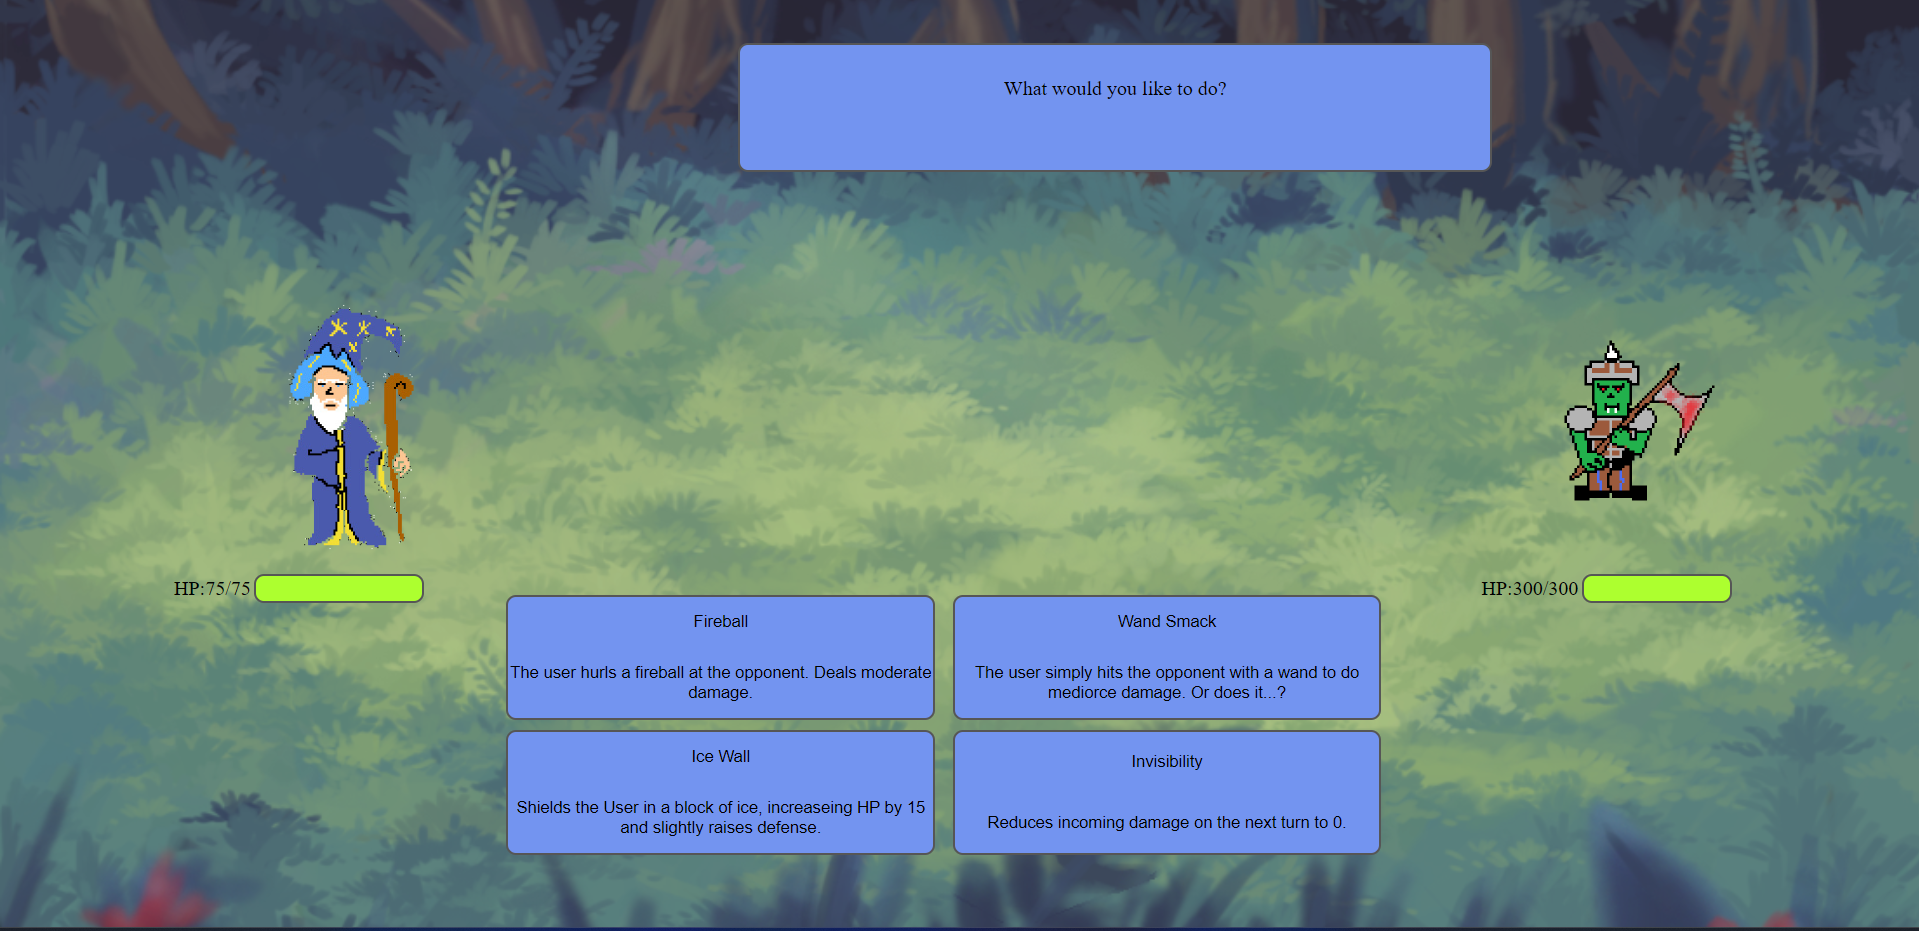 What would you like to do?
HP:75/75
HP:300/300
Fireball
The user hurls a fireball at the opponent. Deals moderate
damage.
Wand Smack
The user simply hits the opponent with a wand to do
mediorce damage. Or does it...?
Ice Wall
Shields the User in a block of ice, increaseing HP by 15
and slightly raises defense.
Invisibility
Reduces incoming damage on the next turn to 0.